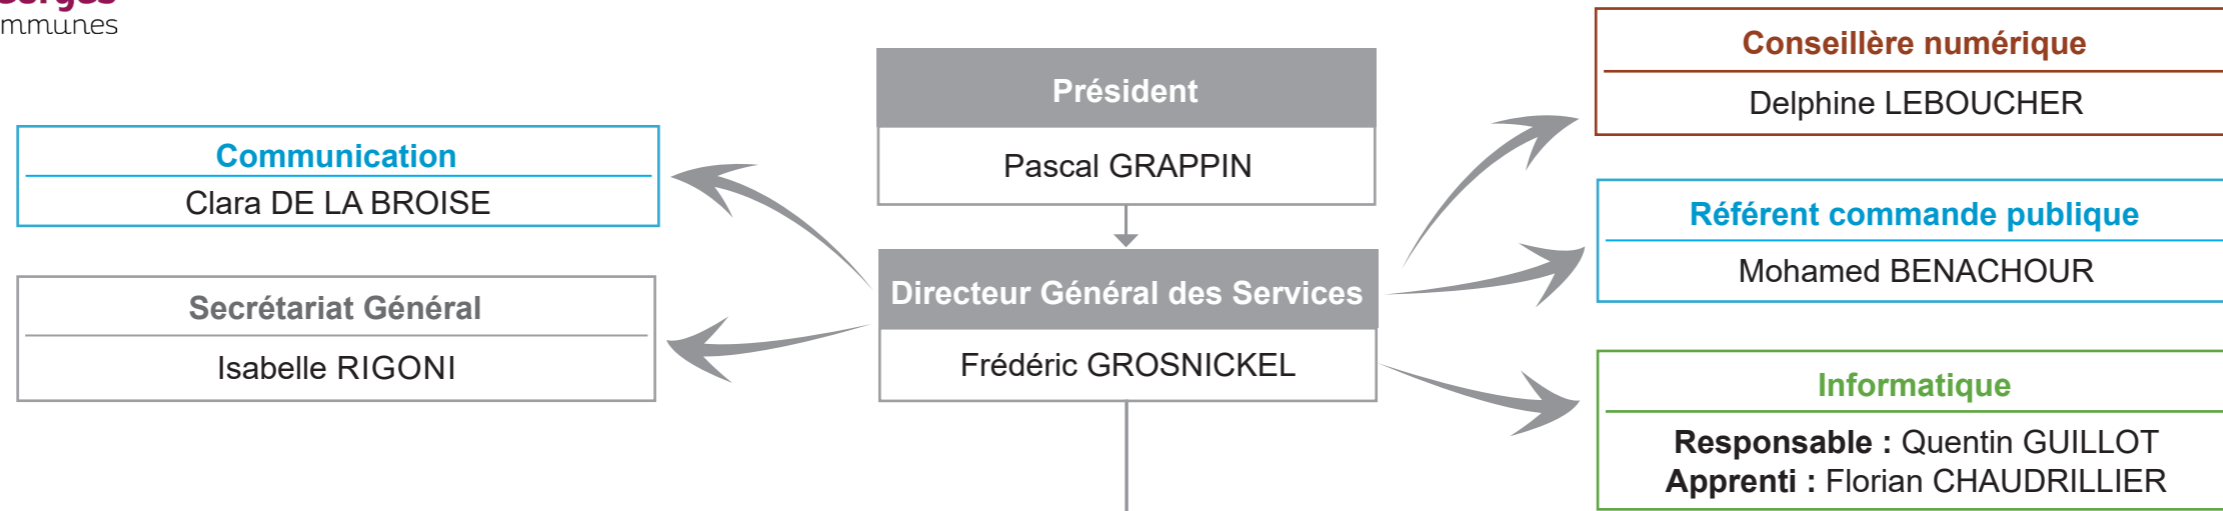 ommunes
Président
Pascal GRAPPIN
Communication
Clara DE LA BROISE
Secrétariat Général
Isabelle RIGONI
Directeur Général des Services
Frédéric GROSNICKEL
Conseillère numérique
Delphine LEBOUCHER
Référent commande publique
Mohamed BENACHOUR
Informatique
Responsable : Quentin GUILLOT
Apprenti : Florian CHAUDRILLIER